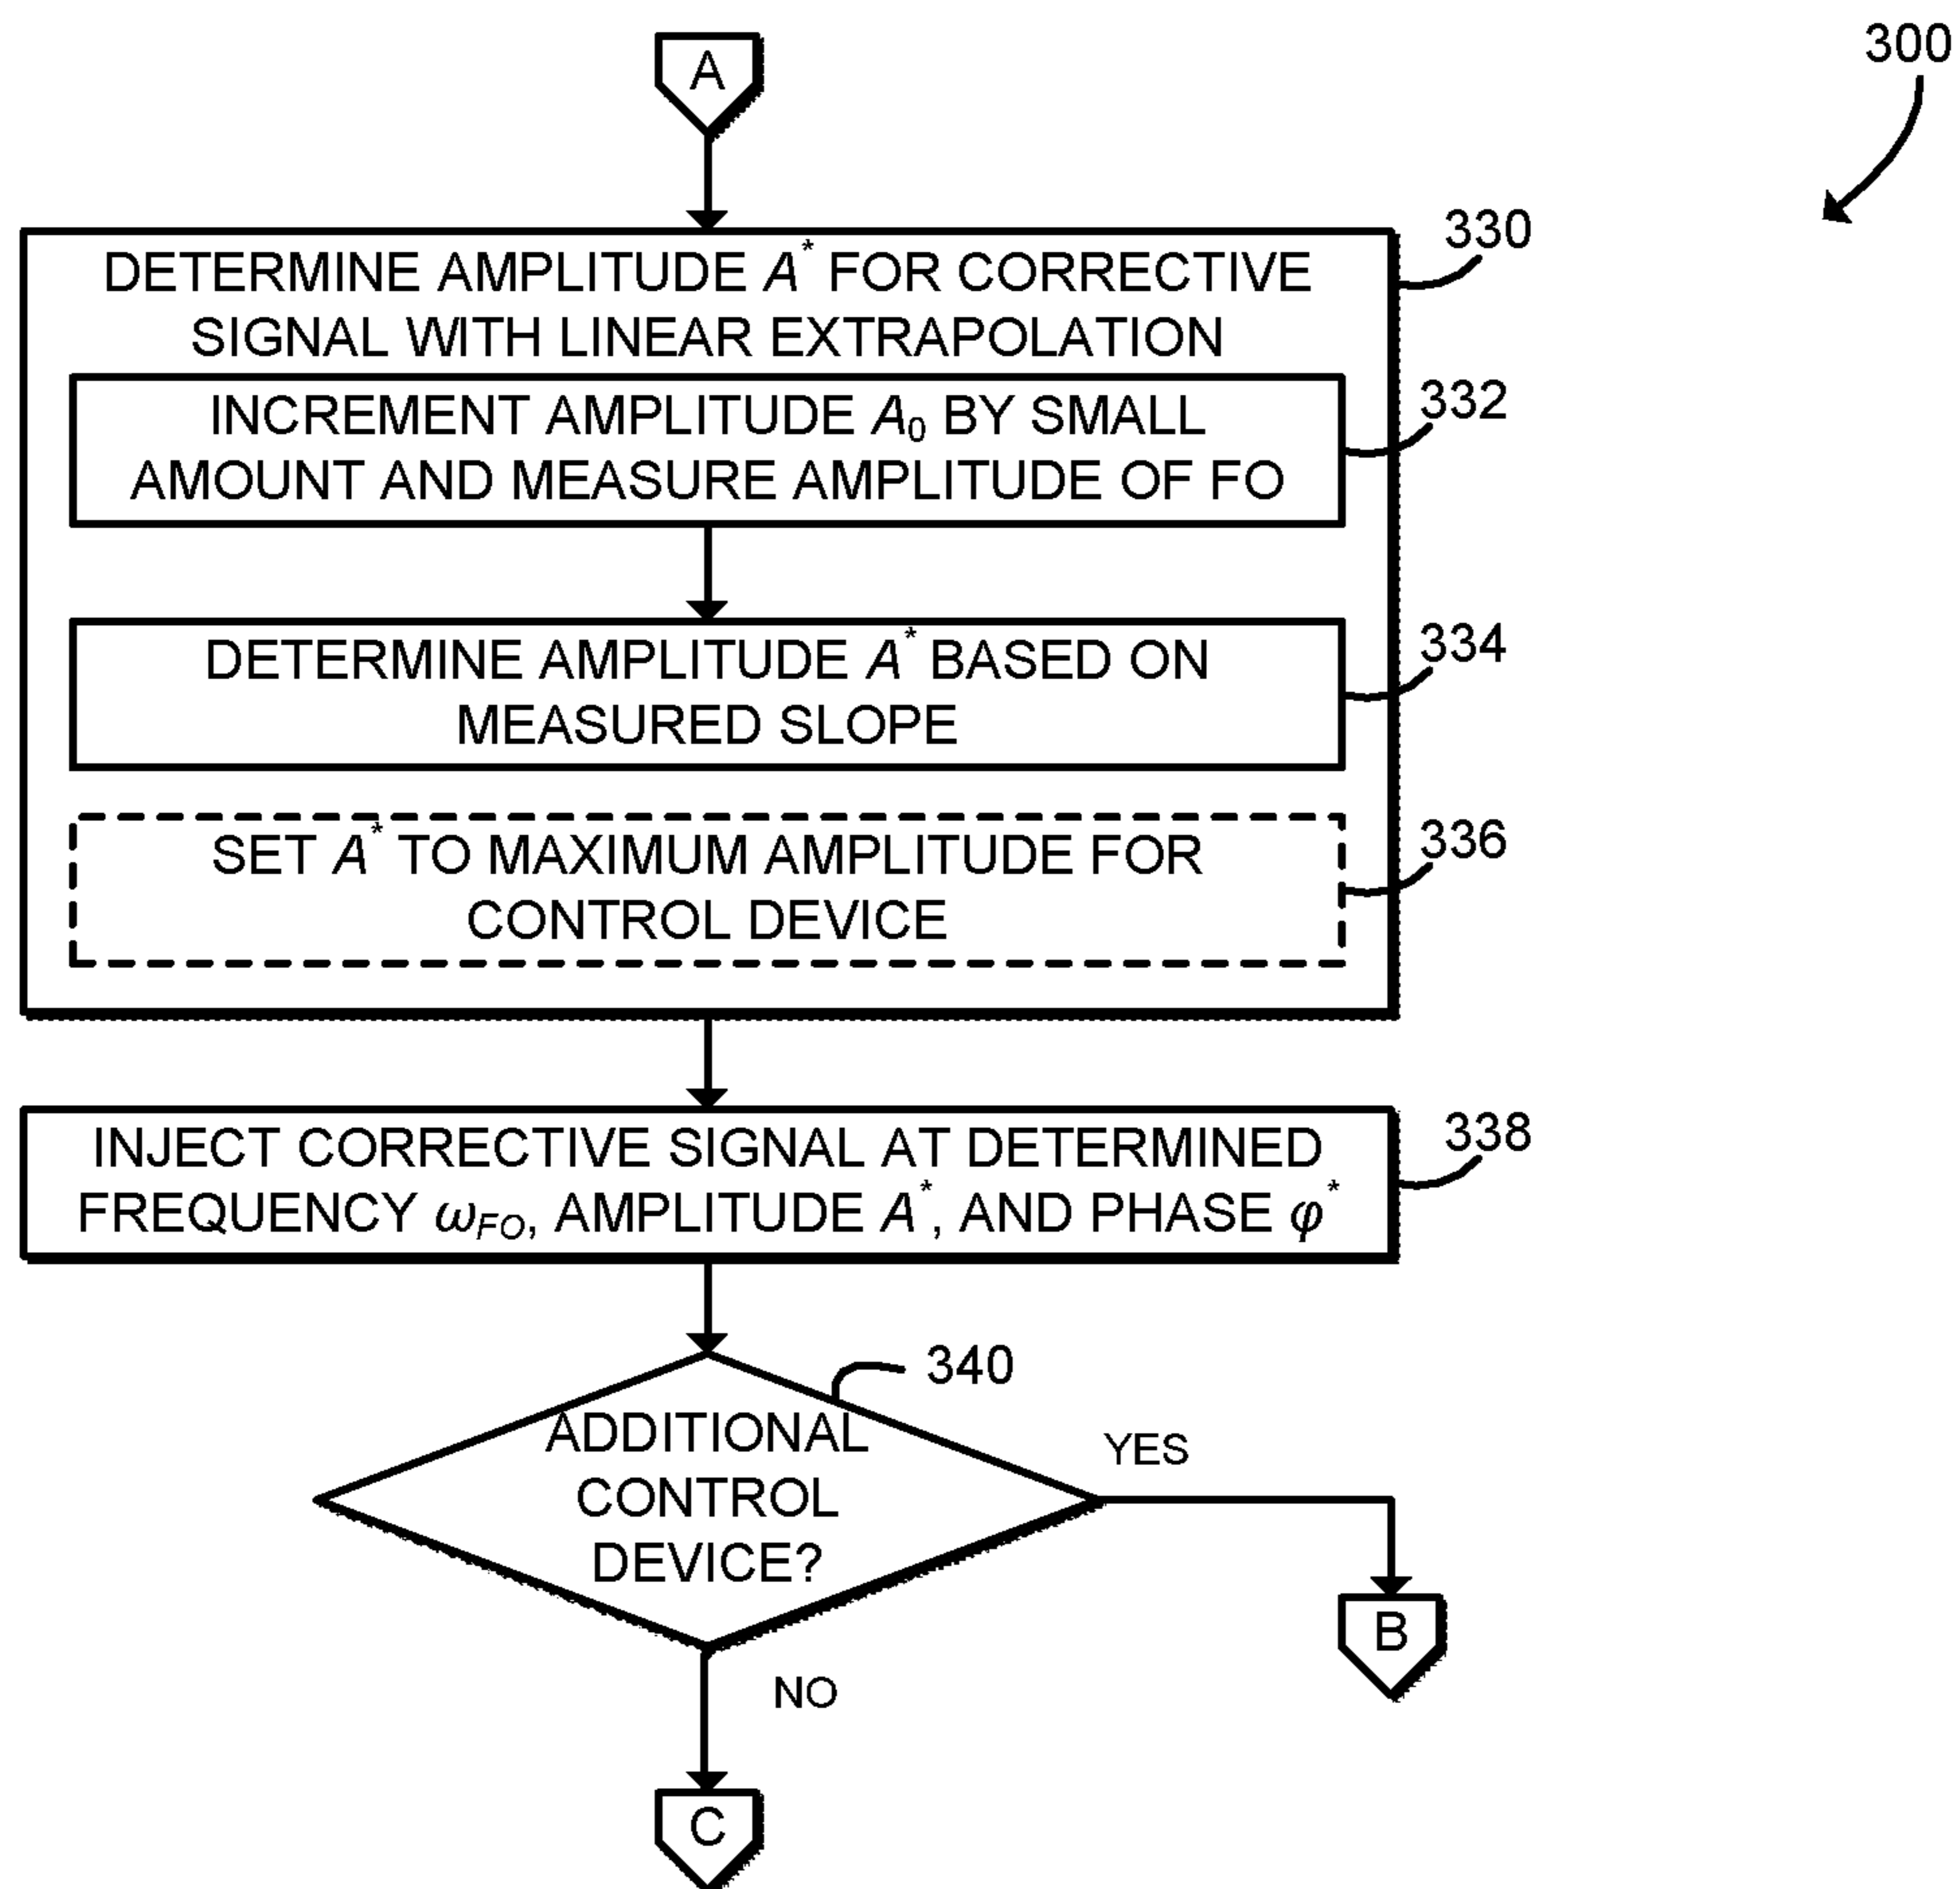 A
300
DETERMINE AMPLITUDE A* FOR CORRECTIVE
SIGNAL WITH LINEAR EXTRAPOLATION
330
INCREMENT AMPLITUDE A₀ BY SMALL
AMOUNT AND MEASURE AMPLITUDE OF FO
332
DETERMINE AMPLITUDE A* BASED ON
MEASURED SLOPE
334
SET A* TO MAXIMUM AMPLITUDE FOR
CONTROL DEVICE
336
INJECT CORRECTIVE SIGNAL AT DETERMINED
FREQUENCY ω_FO, AMPLITUDE A*, AND PHASE φ*
338
340
ADDITIONAL
CONTROL
DEVICE?
YES
B
NO
C